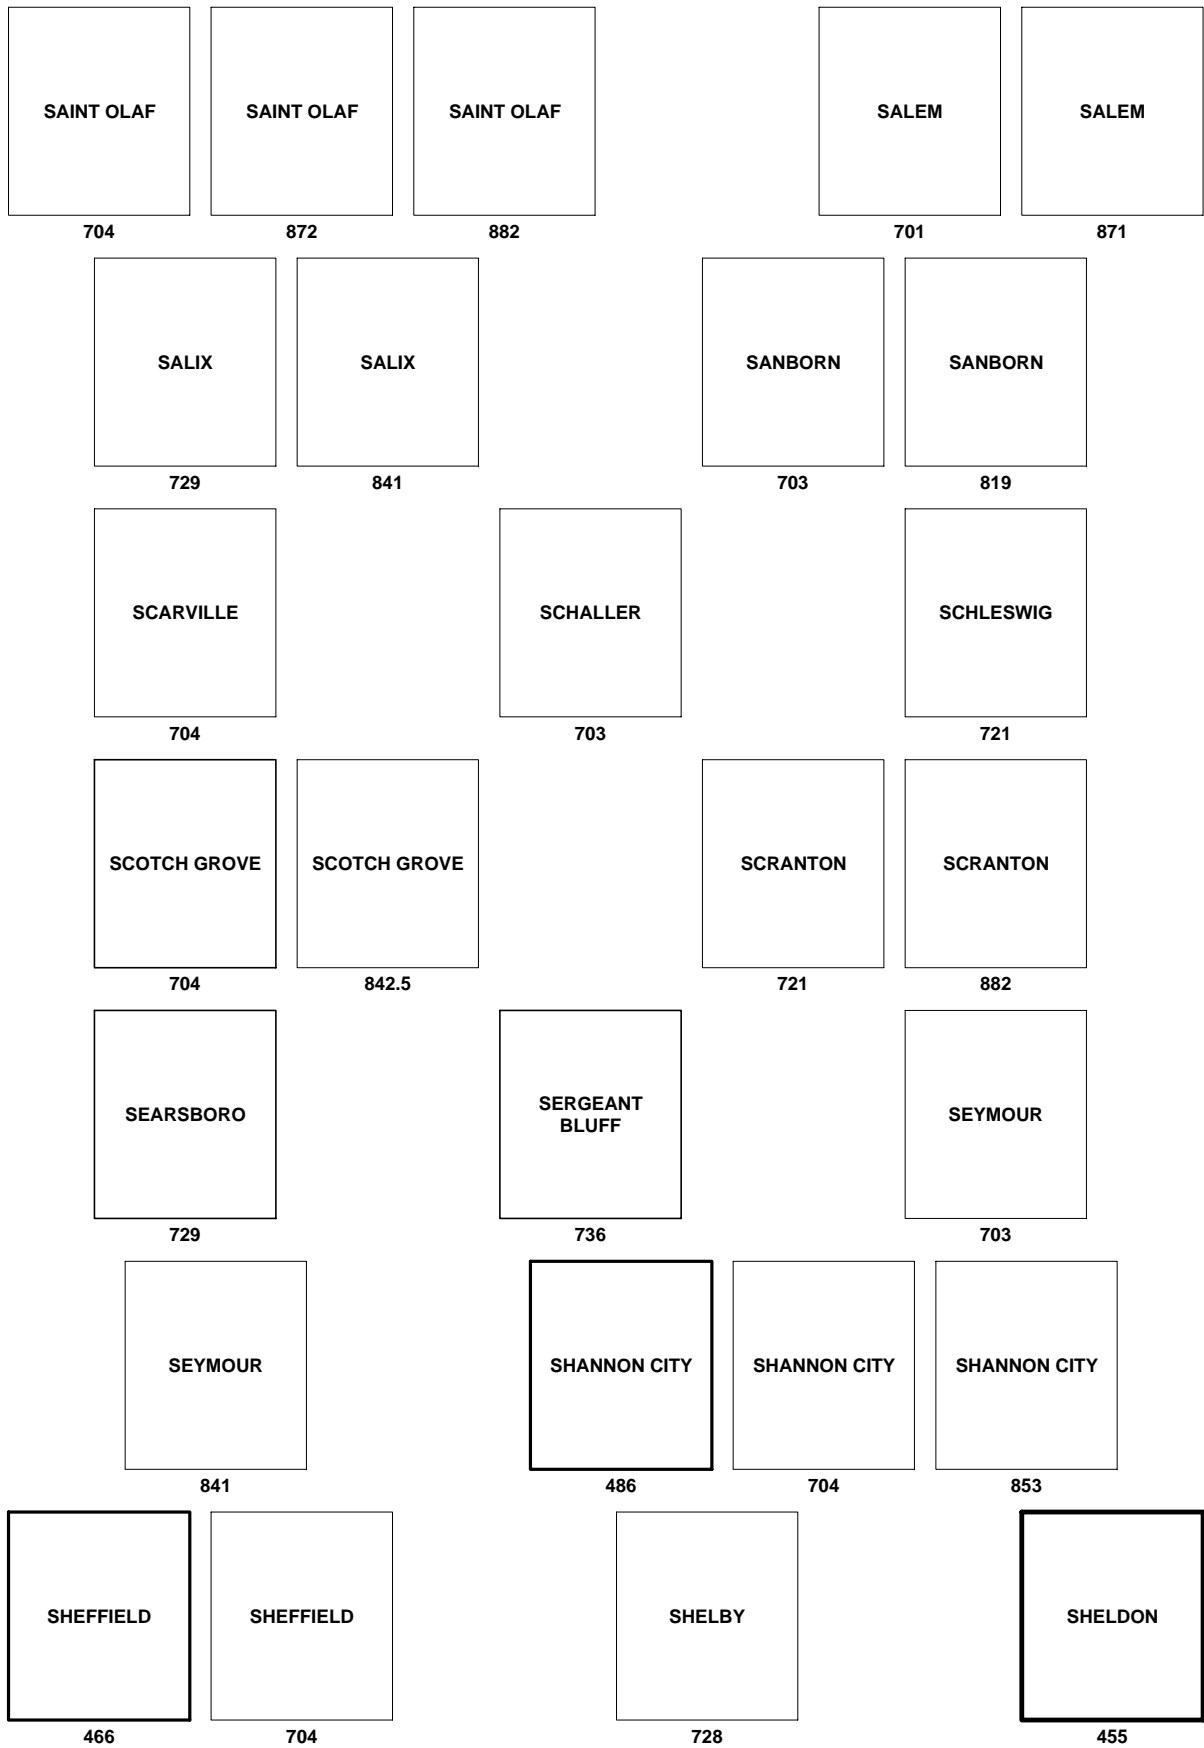 SAINT OLAF SAINT OLAF SAINT OLAF SALEM SALEM
704 872 882 701 871
SALIX SALIX SANBORN SANBORN
729 841 703 819
SCARVILLE SCHALLER SCHLESWIG
704 703 721
SCOTCH GROVE SCOTCH GROVE SCRANTON SCRANTON
704 842.5 721 882
SEARSBORO SERGEANT BLUFF SEYMOUR
729 736 703
SEYMOUR SHANNON CITY SHANNON CITY SHANNON CITY
841 486 704 853
SHEFFIELD SHEFFIELD SHELBY SHELDON
466 704 728 455